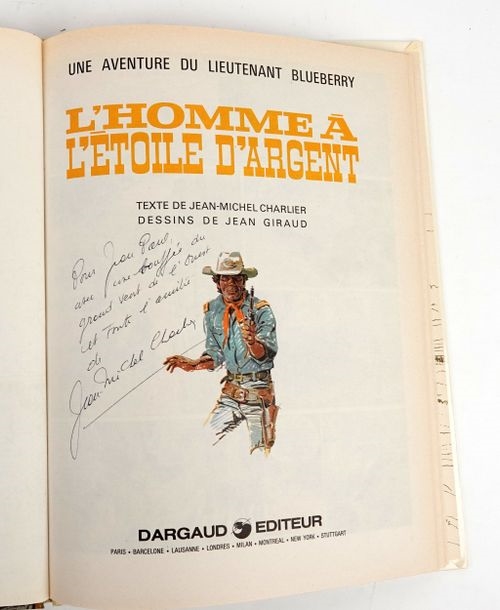 UNE AVENTURE DU LIEUTENANT BLUEBERRY
L'HOMME À
L'ÉTOILE D'ARGENT
TEXTE DE JEAN-MICHEL CHARLIER
DESSINS DE JEAN GIRAUD
Pour Jean Paul,
avec une bouffée du
grand vent de l'Ouest
et toute l'amitié
de
Jean-Michel Charlier
DARGAUD EDITEUR
PARIS • BARCELONE • LAUSANNE • LONDRES • MILAN • MONTREAL • NEW YORK • STUTTGART